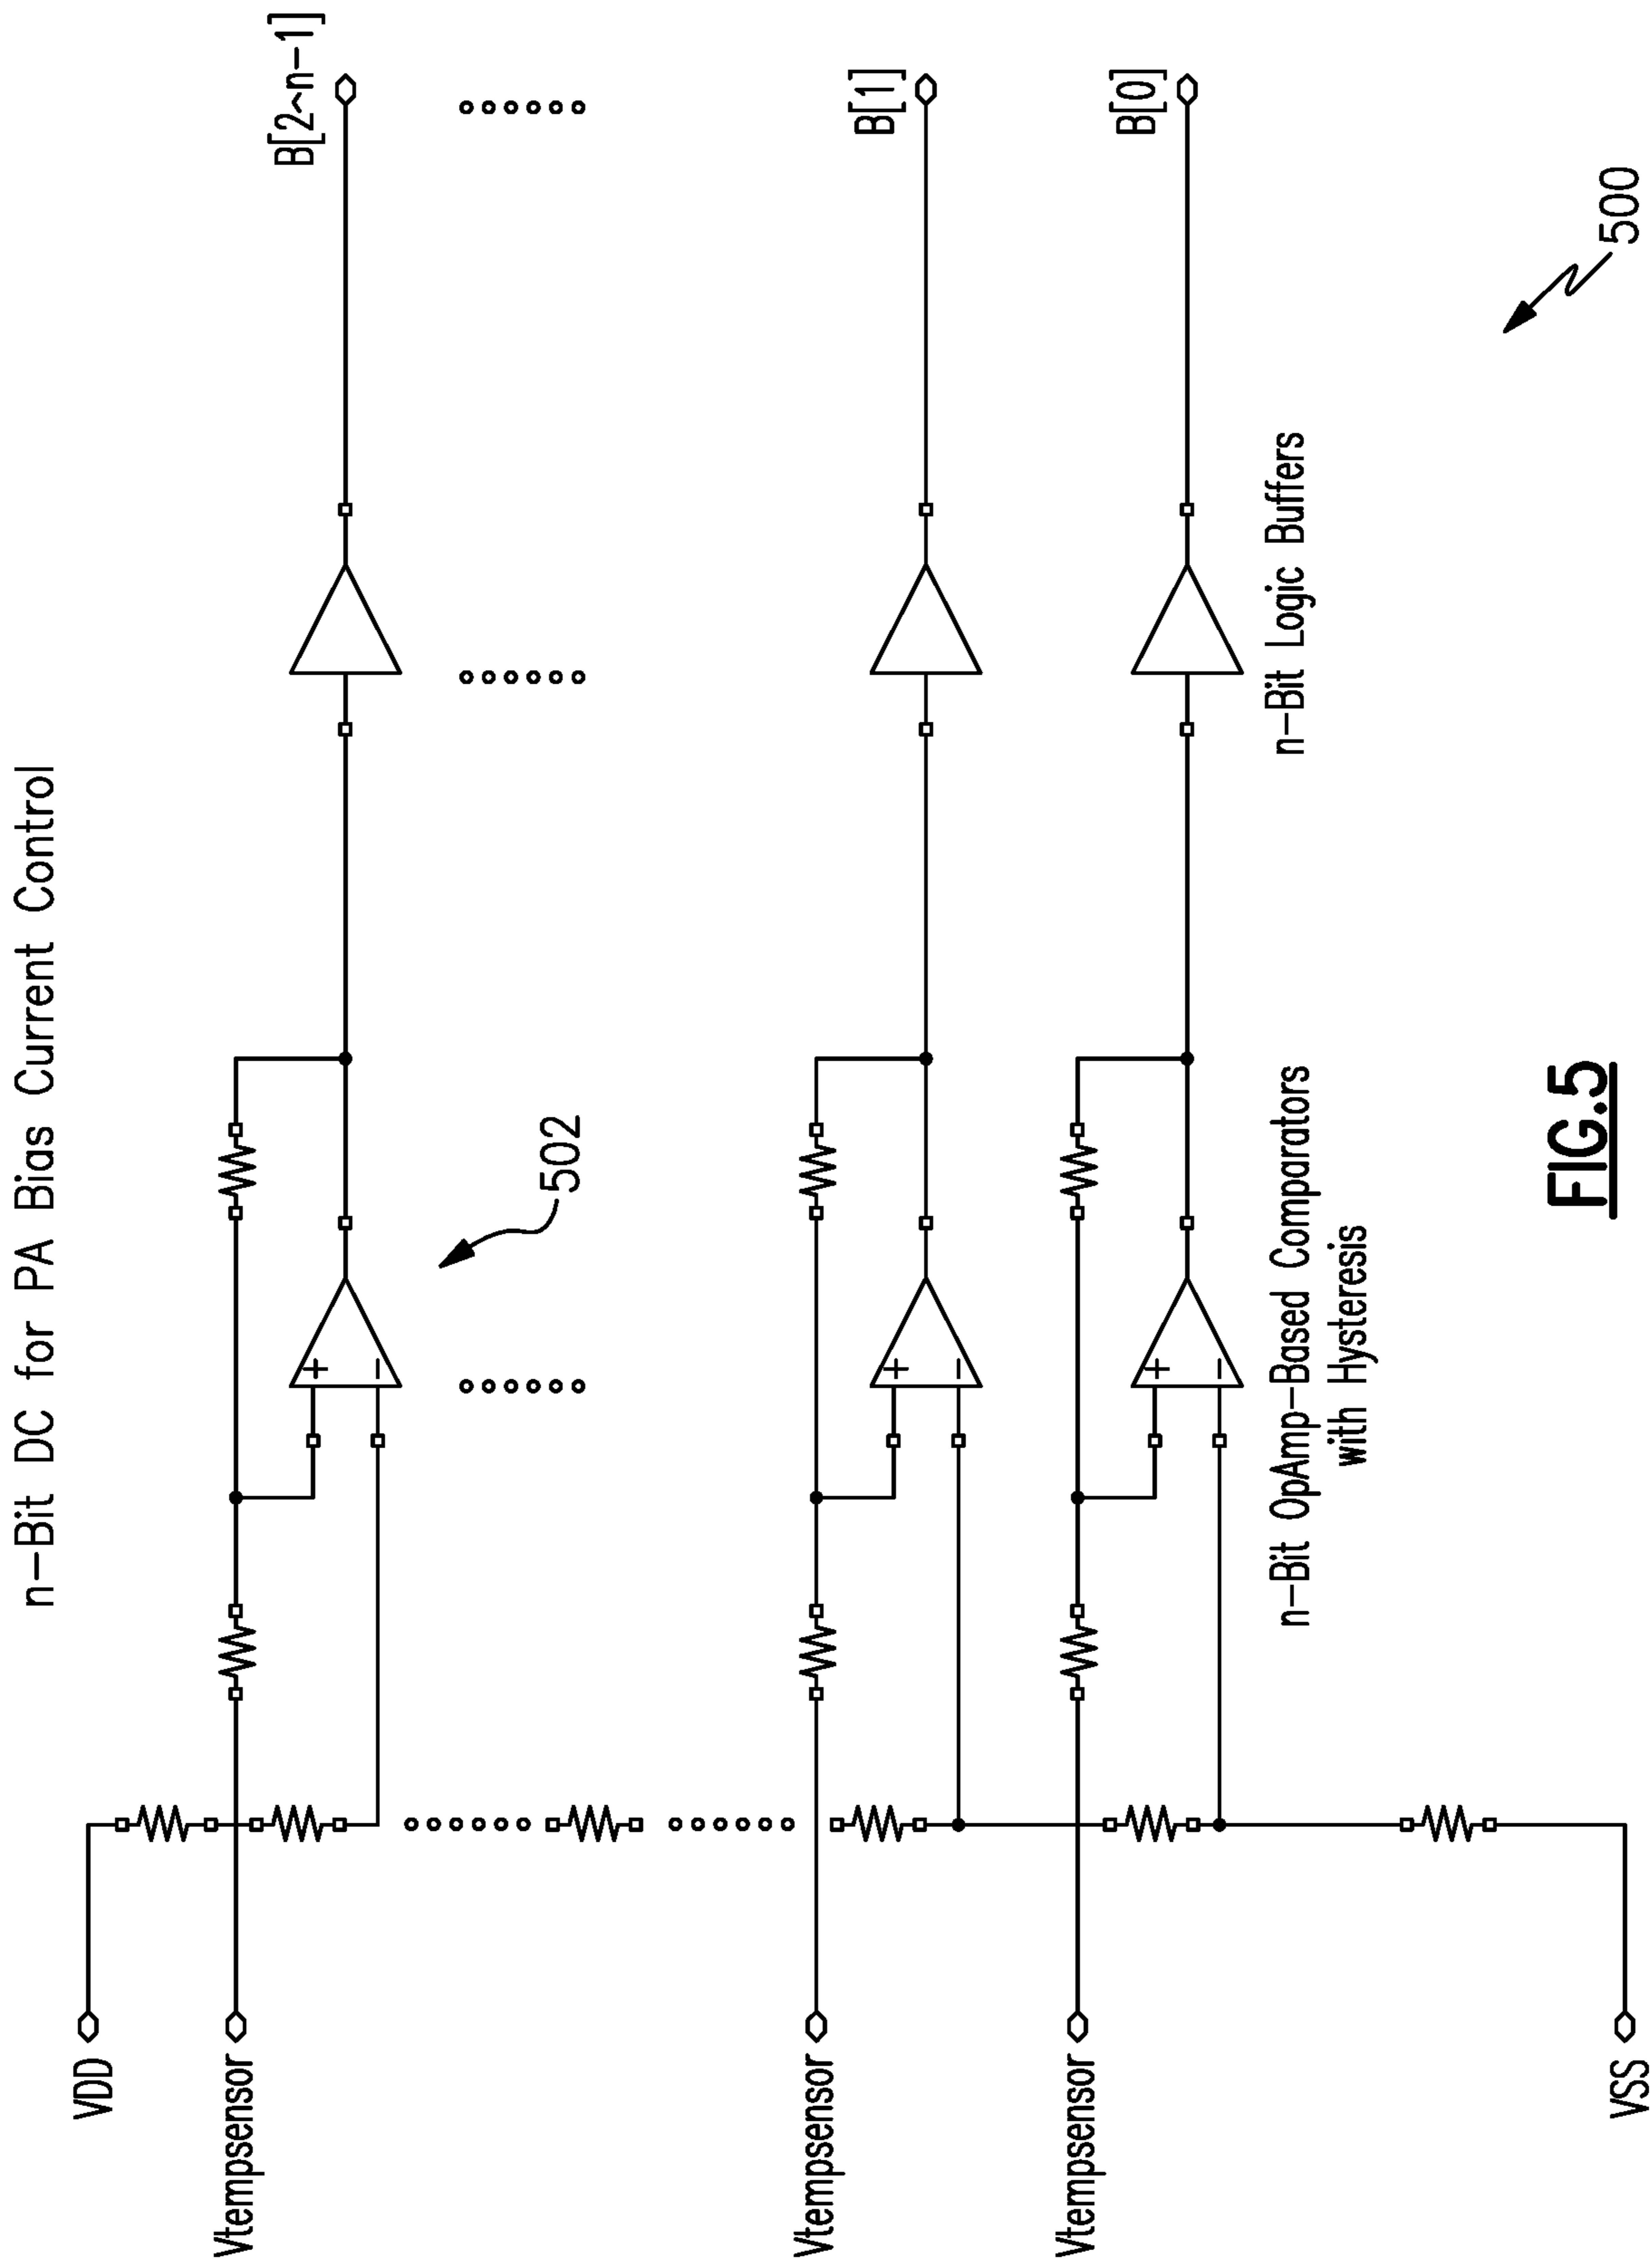 n-Bit DC for PA Bias Current Control
VDD
Vtempsensor
B[2^n-1]
502
Vtempsensor
B[1]
Vtempsensor
B[0]
n-Bit OpAmp-Based Comparators
with Hysteresis
n-Bit Logic Buffers
VSS
500
FIG.5